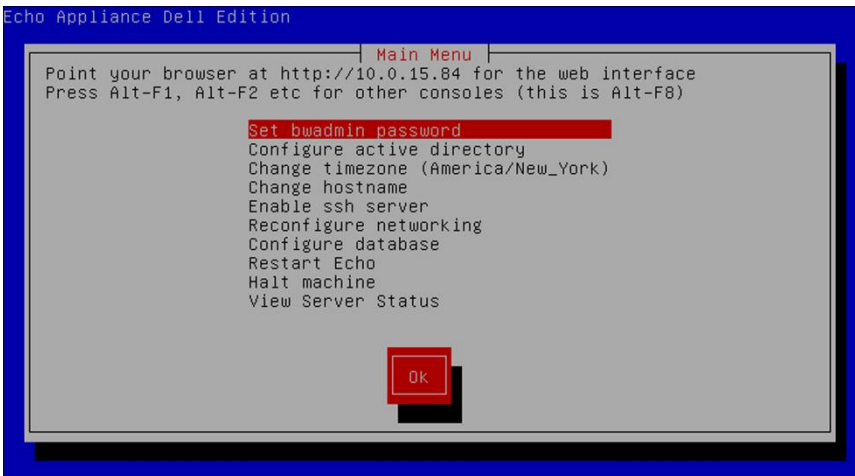 Echo Appliance Dell Edition
Main Menu
Point your browser at http://10.0.15.84 for the web interface
Press Alt-F1, Alt-F2 etc for other consoles (this is Alt-F8)
Set bwadmin password
Configure active directory
Change timezone (America/New_York)
Change hostname
Enable ssh server
Reconfigure networking
Configure database
Restart Echo
Halt machine
View Server Status
Ok